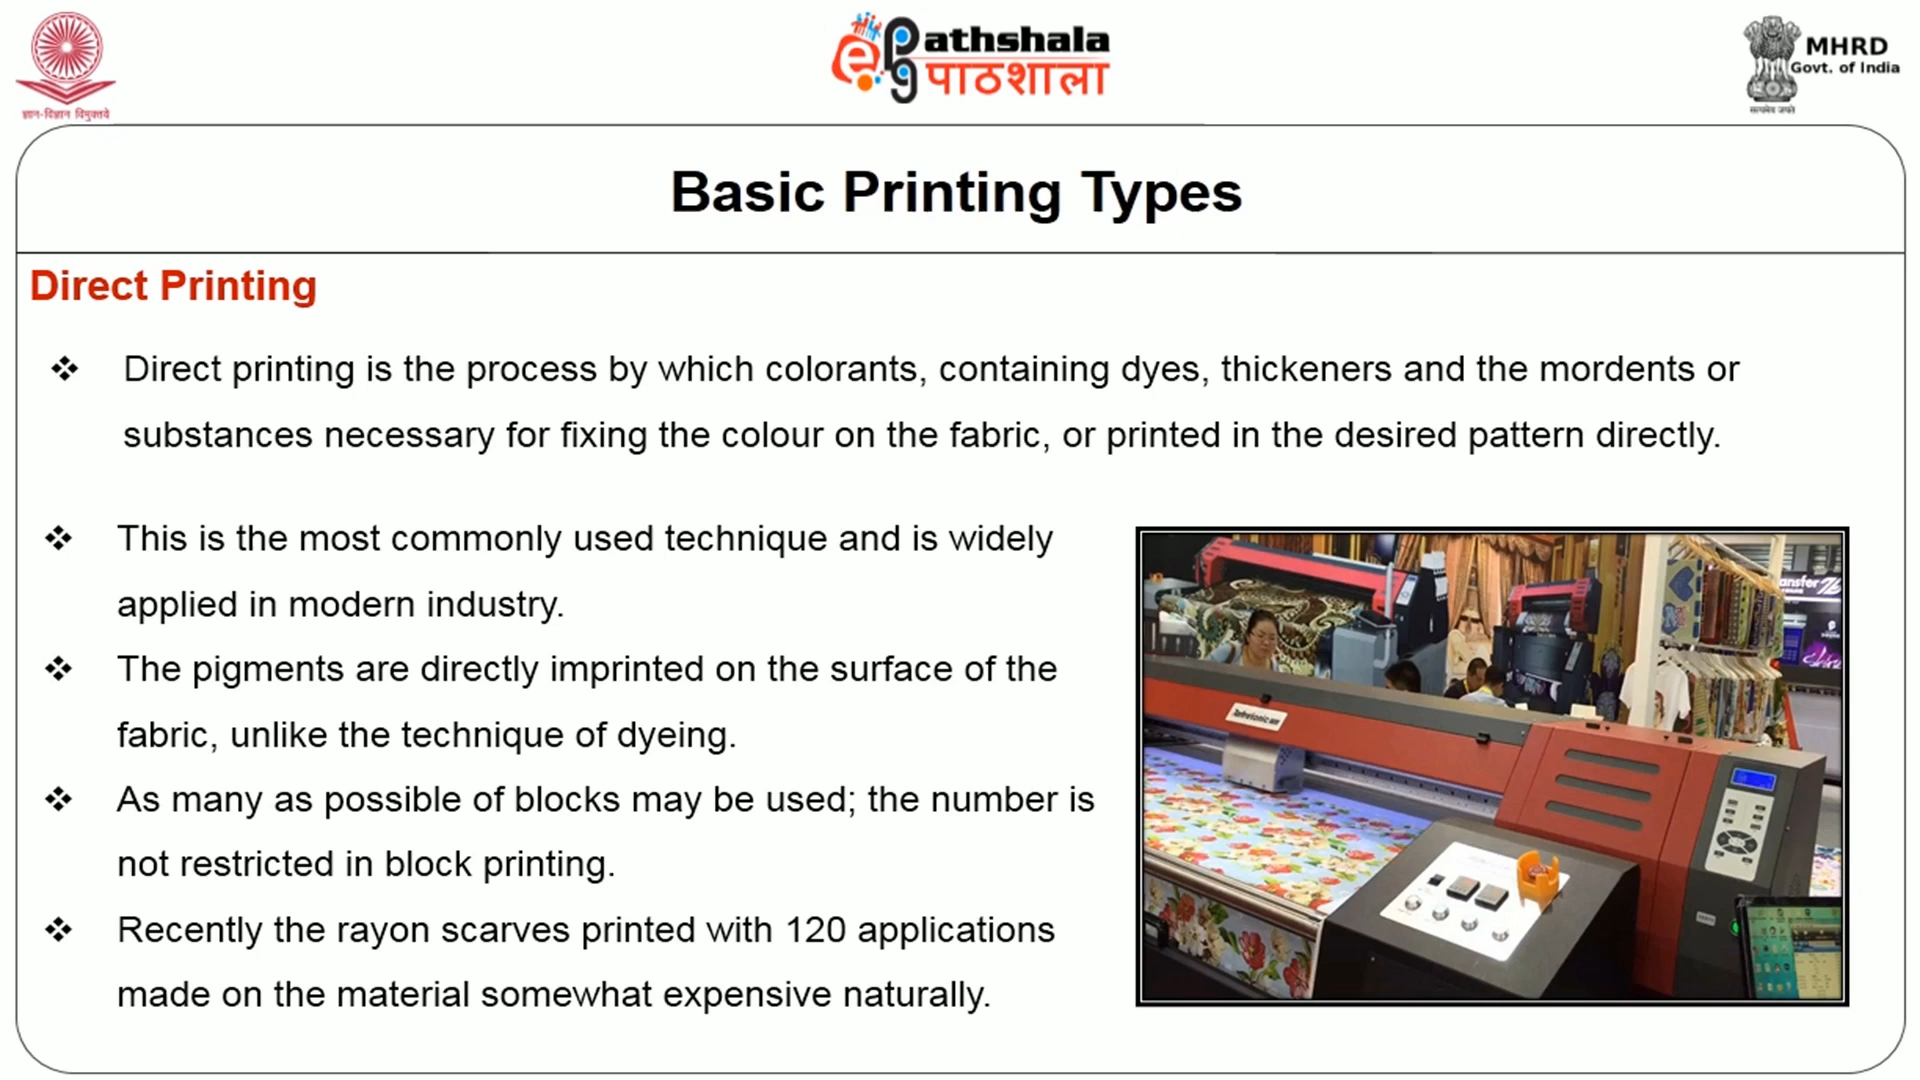 ज्ञान-विज्ञान विमुक्तये
e Pg athshala
पाठशाला
MHRD
Govt. of India
सत्यमेव जयते
Basic Printing Types
Direct Printing
❖ Direct printing is the process by which colorants, containing dyes, thickeners and the mordents or
substances necessary for fixing the colour on the fabric, or printed in the desired pattern directly.
❖ This is the most commonly used technique and is widely
applied in modern industry.
❖ The pigments are directly imprinted on the surface of the
fabric, unlike the technique of dyeing.
❖ As many as possible of blocks may be used; the number is
not restricted in block printing.
❖ Recently the rayon scarves printed with 120 applications
made on the material somewhat expensive naturally.